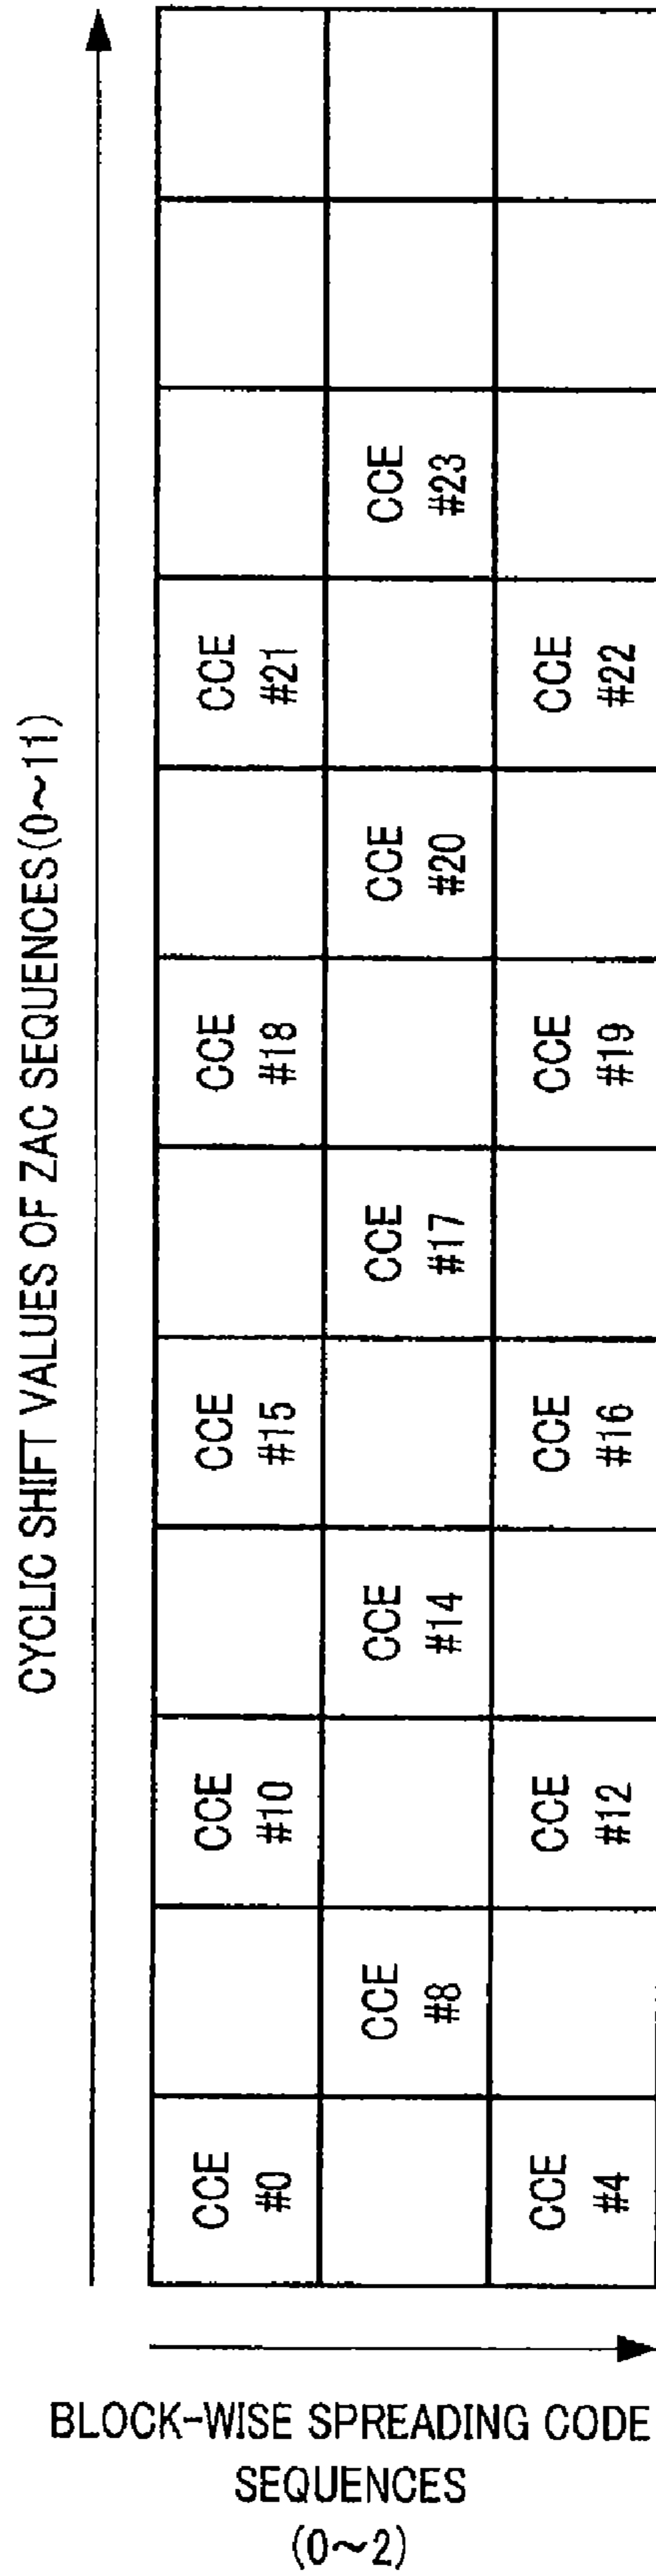 CYCLIC SHIFT VALUES OF ZAC SEQUENCES(0~11)
CCE
#0
CCE
#10
CCE
#15
CCE
#18
CCE
#21
CCE
#8
CCE
#14
CCE
#17
CCE
#20
CCE
#23
CCE
#4
CCE
#12
CCE
#16
CCE
#19
CCE
#22
BLOCK-WISE SPREADING CODE
SEQUENCES
(0~2)